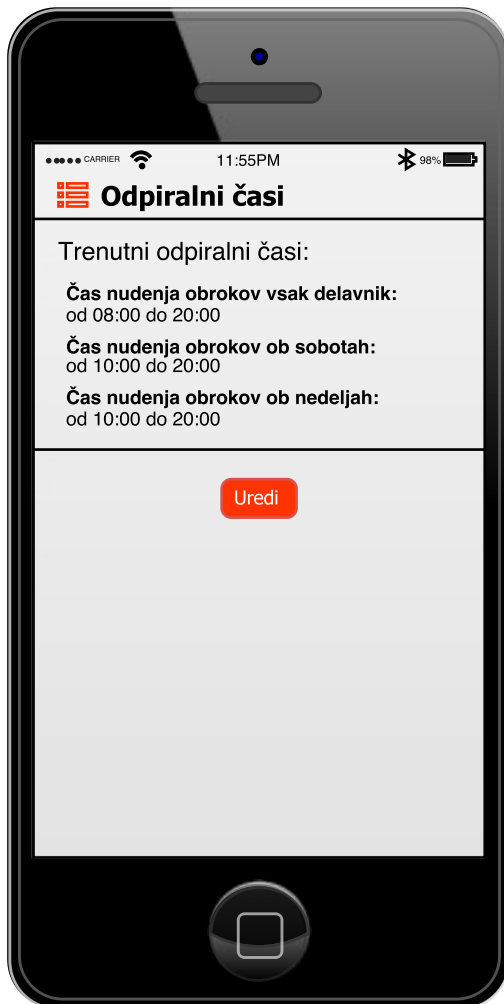 CARRIER 11:55PM 98%
Odpiralni časi
Trenutni odpiralni časi:
Čas nudenja obrokov vsak delavnik:
od 08:00 do 20:00
Čas nudenja obrokov ob sobotah:
od 10:00 do 20:00
Čas nudenja obrokov ob nedeljah:
od 10:00 do 20:00
Uredi